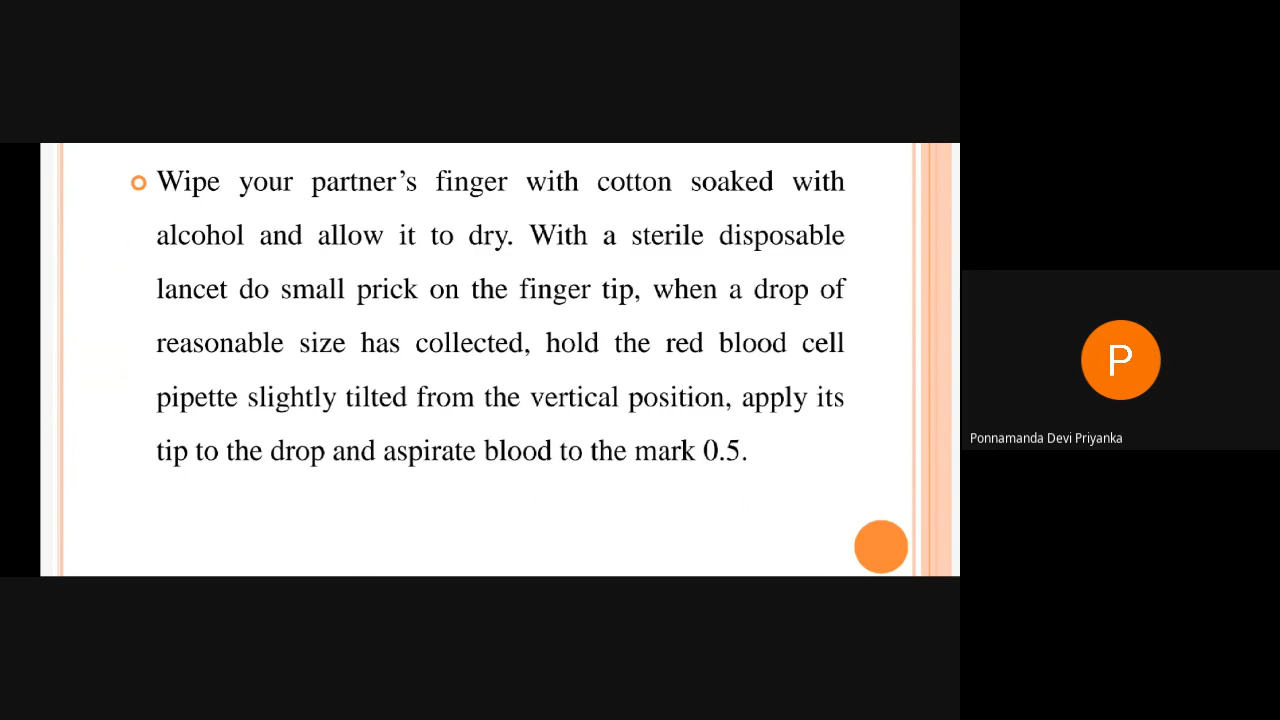 Wipe your partner’s finger with cotton soaked with
alcohol and allow it to dry. With a sterile disposable
lancet do small prick on the finger tip, when a drop of
reasonable size has collected, hold the red blood cell
pipette slightly tilted from the vertical position, apply its
tip to the drop and aspirate blood to the mark 0.5.
P
Ponnamanda Devi Priyanka